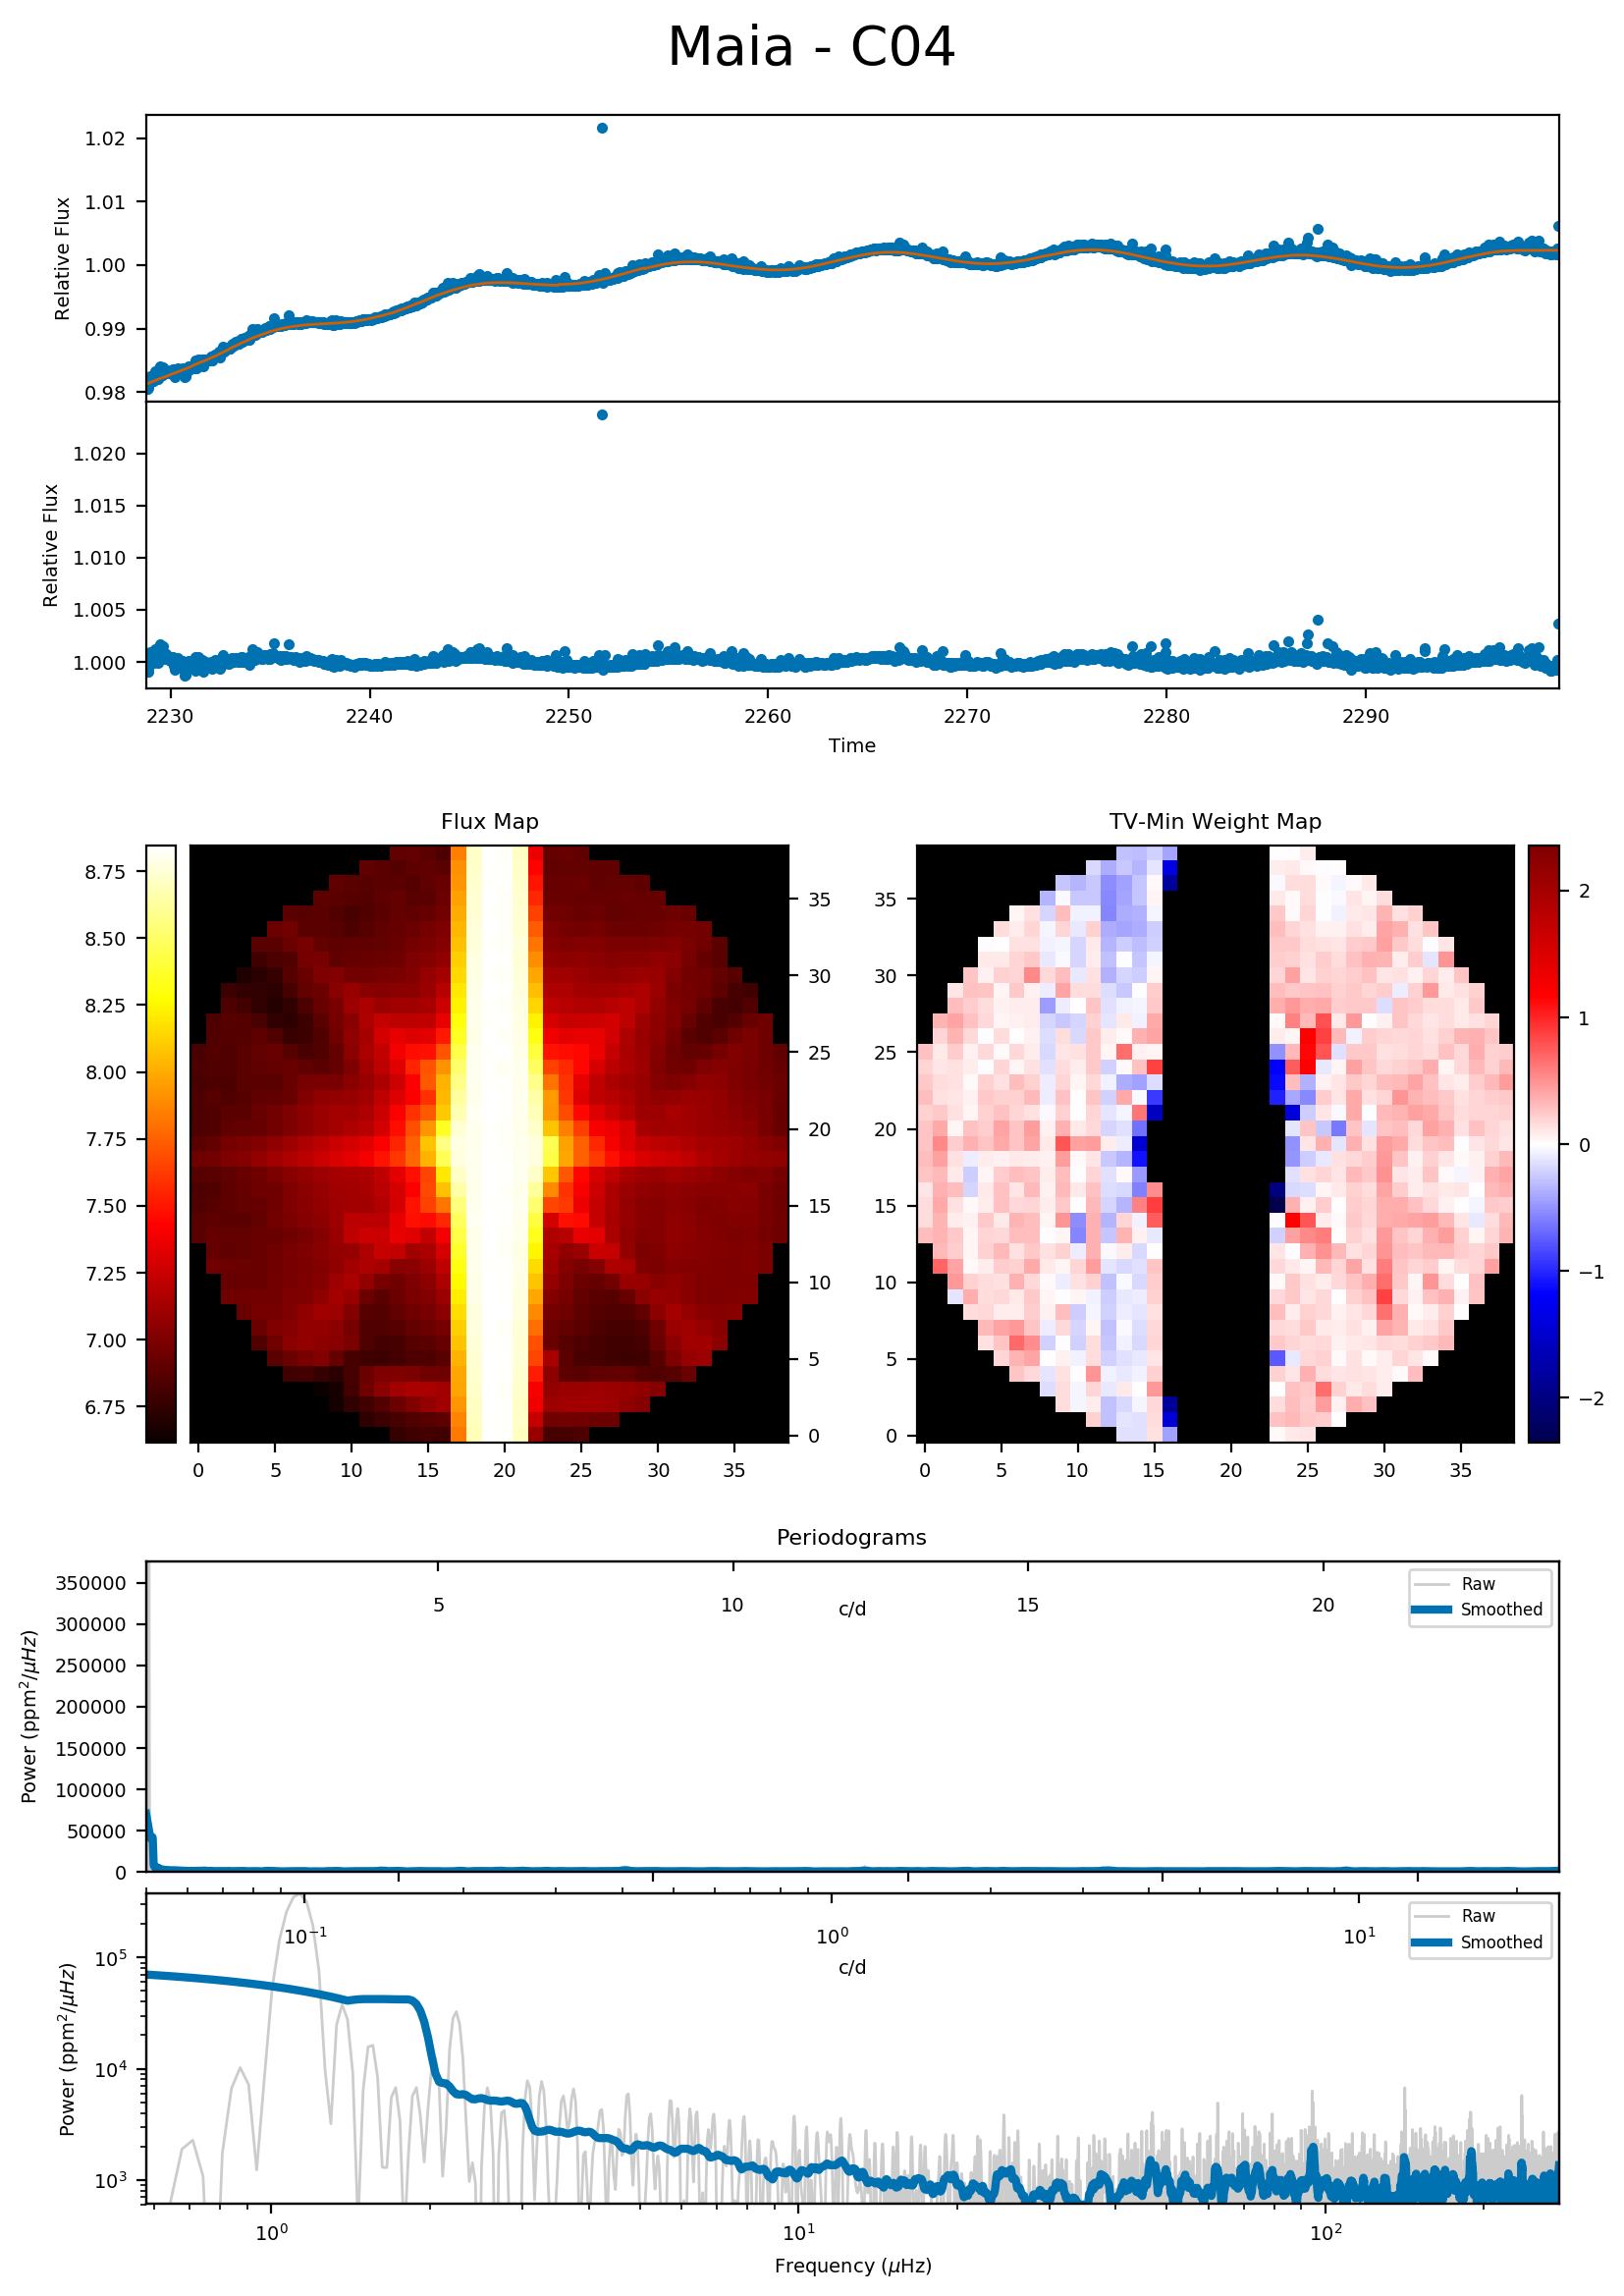 Maia - C04
1.02
1.01
1.00
0.99
0.98
Relative Flux
1.020
1.015
1.010
1.005
1.000
Relative Flux
2230 2240 2250 2260 2270 2280 2290
Time
Flux Map
8.75
8.50
8.25
8.00
7.75
7.50
7.25
7.00
6.75
35
30
25
20
15
10
5
0
0 5 10 15 20 25 30 35
TV-Min Weight Map
35
30
25
20
15
10
5
0
0 5 10 15 20 25 30 35
2
1
0
−1
−2
Periodograms
350000
300000
250000
200000
150000
100000
50000
0
Power (ppm²/μHz)
5 10 15 20
c/d
Raw
Smoothed
10⁵
10⁴
10³
Power (ppm²/μHz)
10⁻¹ 10⁰ 10¹
c/d
Raw
Smoothed
10⁰ 10¹ 10²
Frequency (μHz)